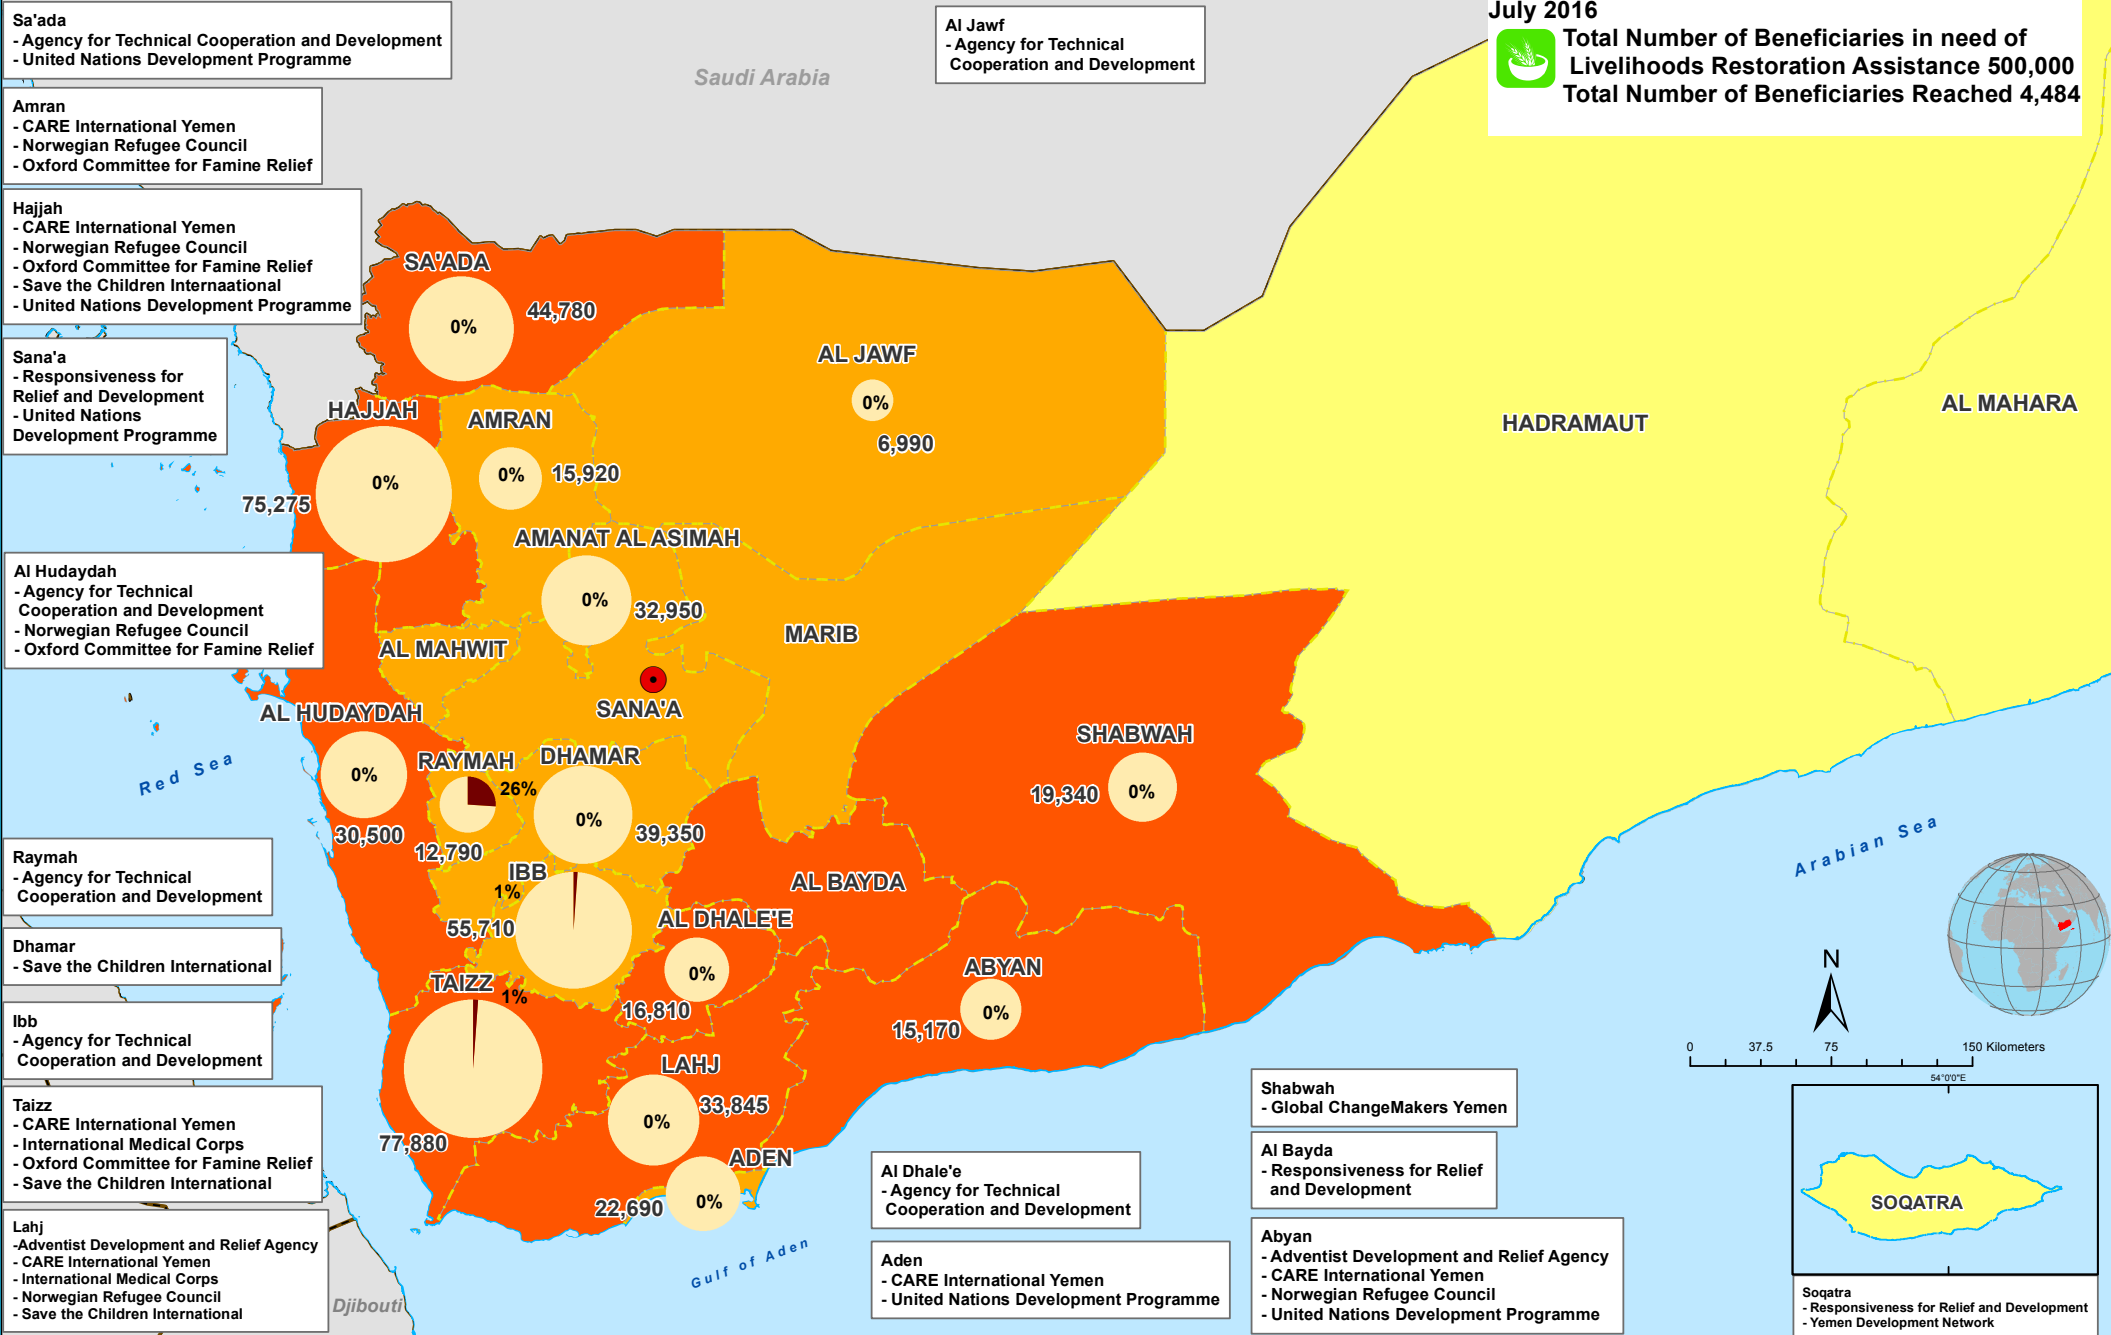 Sa'ada
- Agency for Technical Cooperation and Development
- United Nations Development Programme
Amran
- CARE International Yemen
- Norwegian Refugee Council
- Oxford Committee for Famine Relief
Hajjah
- CARE International Yemen
- Norwegian Refugee Council
- Oxford Committee for Famine Relief
- Save the Children Internaational
- United Nations Development Programme
Sana'a
- Responsiveness for
Relief and Development
- United Nations
Development Programme
Al Hudaydah
- Agency for Technical
Cooperation and Development
- Norwegian Refugee Council
- Oxford Committee for Famine Relief
Raymah
- Agency for Technical
Cooperation and Development
Dhamar
- Save the Children International
Ibb
- Agency for Technical
Cooperation and Development
Taizz
- CARE International Yemen
- International Medical Corps
- Oxford Committee for Famine Relief
- Save the Children International
Lahj
-Adventist Development and Relief Agency
- CARE International Yemen
- International Medical Corps
- Norwegian Refugee Council
- Save the Children International
Al Jawf
- Agency for Technical
Cooperation and Development
July 2016
Total Number of Beneficiaries in need of
Livelihoods Restoration Assistance 500,000
Total Number of Beneficiaries Reached 4,484
Saudi Arabia
SA'ADA
0%
44,780
AL JAWF
0%
6,990
HAJJAH
0%
75,275
AMRAN
0%
15,920
AMANAT AL ASIMAH
0%
32,950
AL MAHWIT
MARIB
SANA'A
HADRAMAUT
AL MAHARA
AL HUDAYDAH
0%
30,500
RAYMAH
26%
12,790
DHAMAR
0%
39,350
IBB
1%
55,710
AL BAYDA
SHABWAH
0%
19,340
AL DHALE'E
0%
16,810
TAIZZ
1%
77,880
ABYAN
0%
15,170
LAHJ
0%
33,845
ADEN
0%
22,690
Red Sea
Arabian Sea
Gulf of Aden
Djibouti
Al Dhale'e
- Agency for Technical
Cooperation and Development
Aden
- CARE International Yemen
- United Nations Development Programme
Shabwah
- Global ChangeMakers Yemen
Al Bayda
- Responsiveness for Relief
and Development
Abyan
- Adventist Development and Relief Agency
- CARE International Yemen
- Norwegian Refugee Council
- United Nations Development Programme
N
0 37.5 75 150 Kilometers
54°0'0"E
SOQATRA
Soqatra
- Responsiveness for Relief and Development
- Yemen Development Network